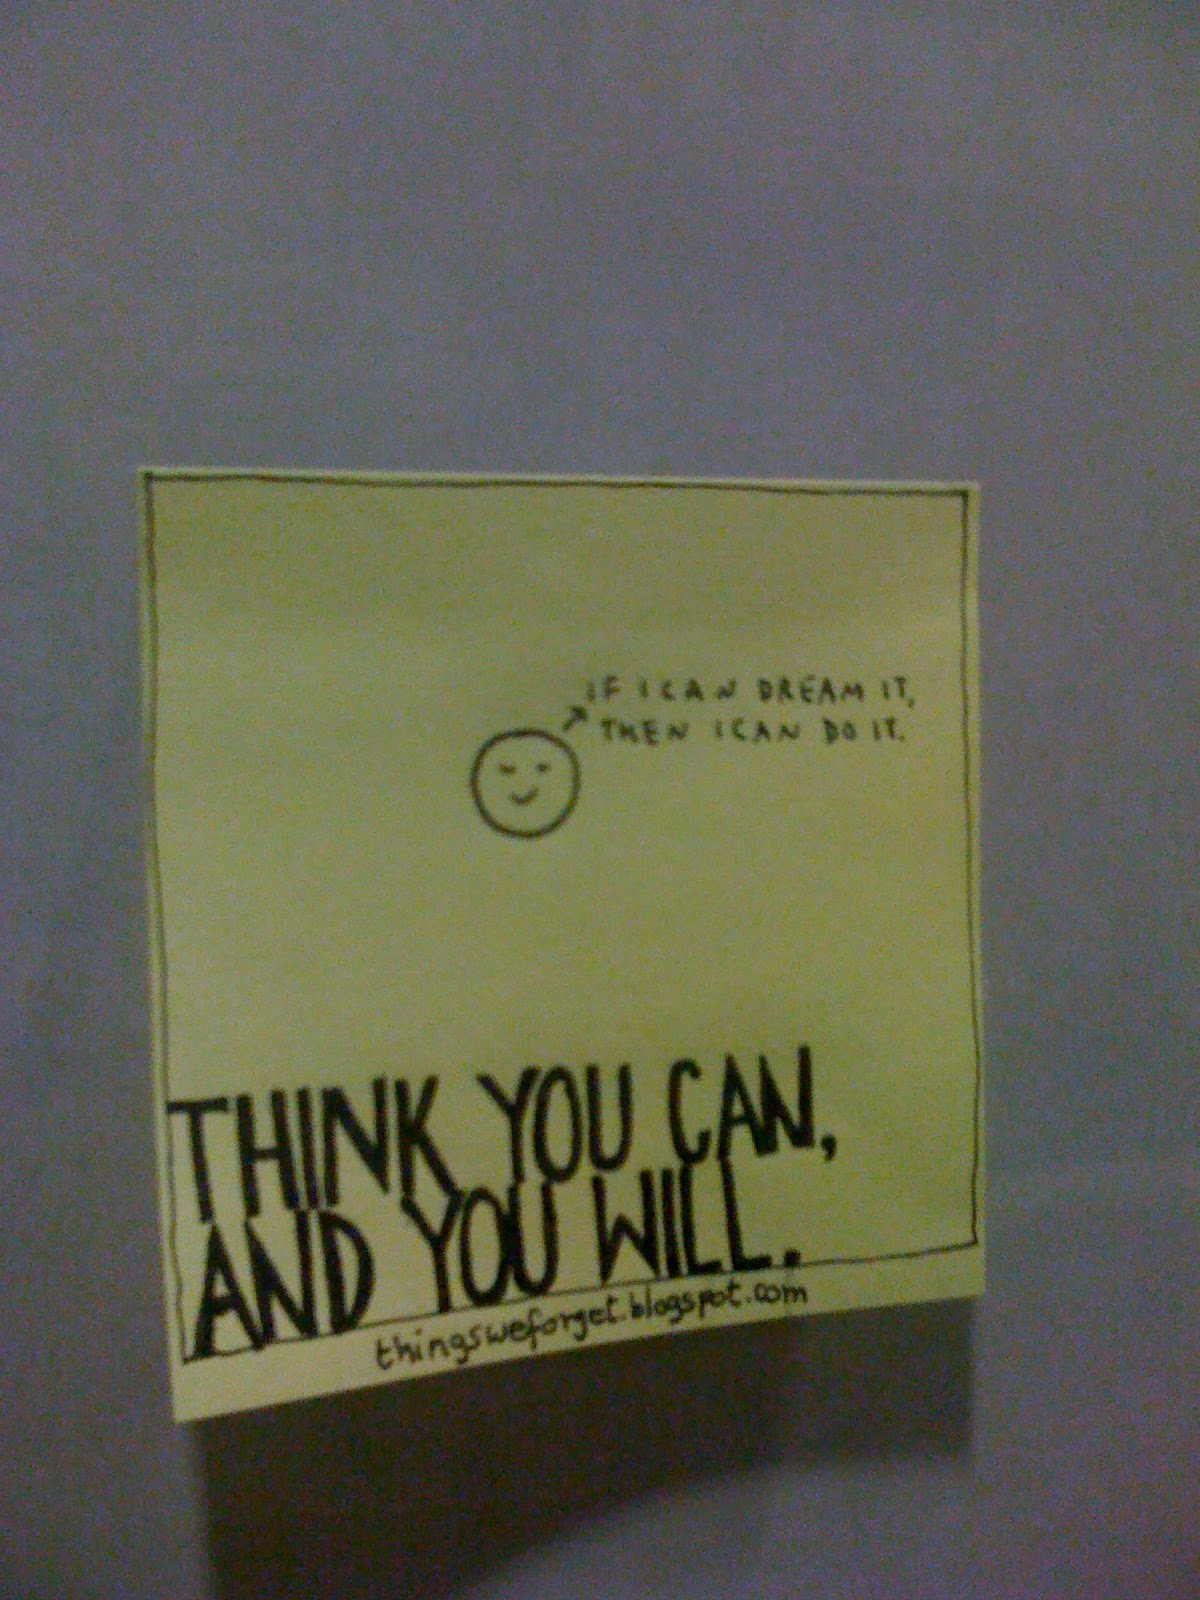 IF I CAN DREAM IT,
THEN I CAN DO IT.
THINK YOU CAN,
AND YOU WILL.
thingsweforget.blogspot.com